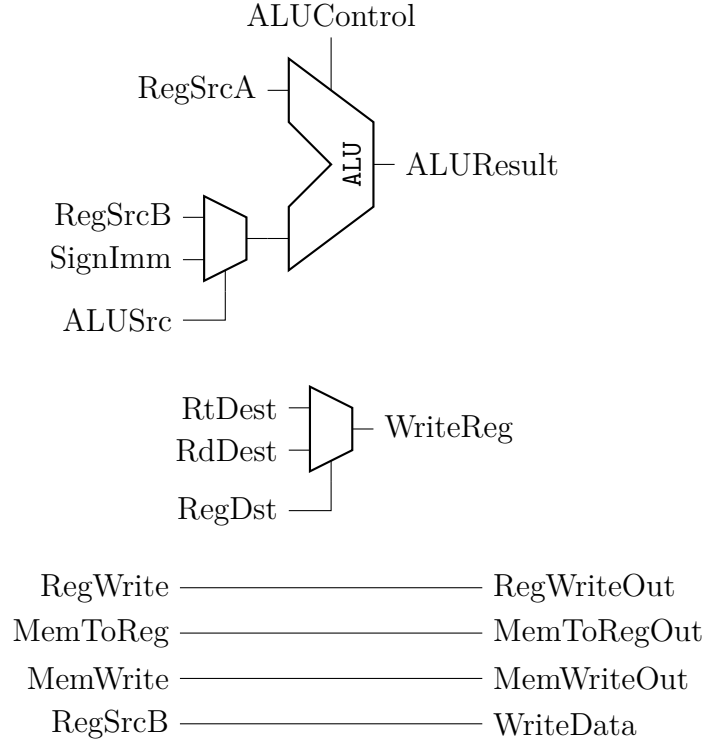 ALUControl
RegSrcA
ALU
ALUResult
RegSrcB
SignImm
ALUSrc
RtDest
WriteReg
RdDest
RegDst
RegWrite RegWriteOut
MemToReg MemToRegOut
MemWrite MemWriteOut
RegSrcB WriteData